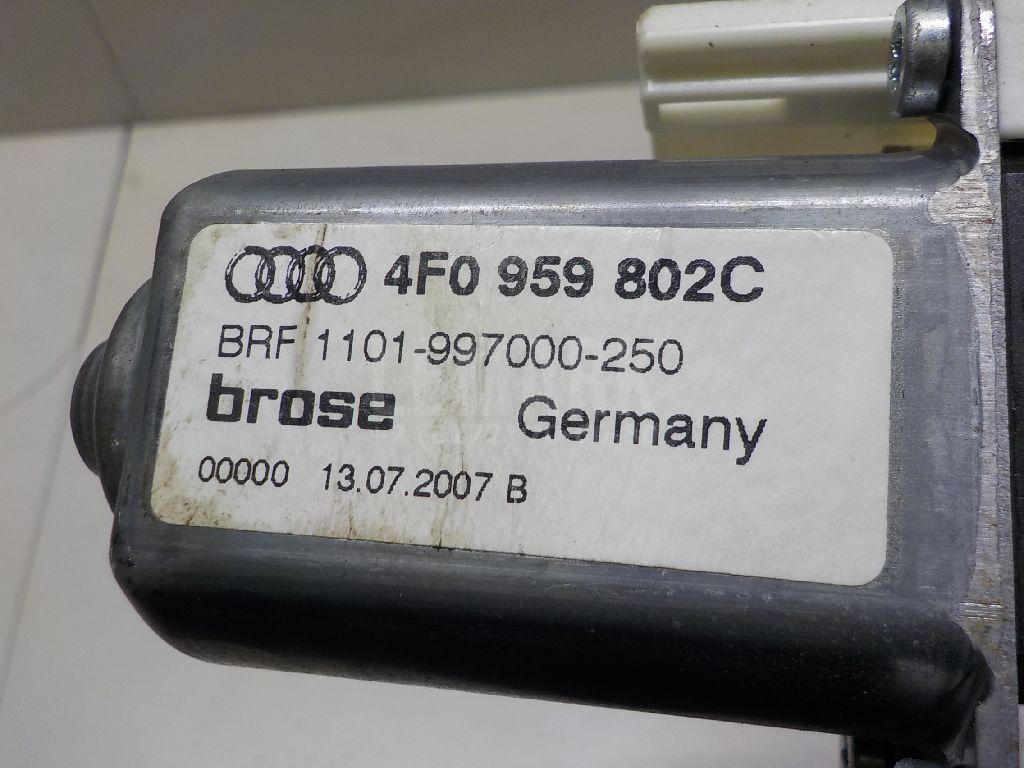 4F0 959 802C
BRF 1101-997000-250
brose Germany
00000 13.07.2007 B